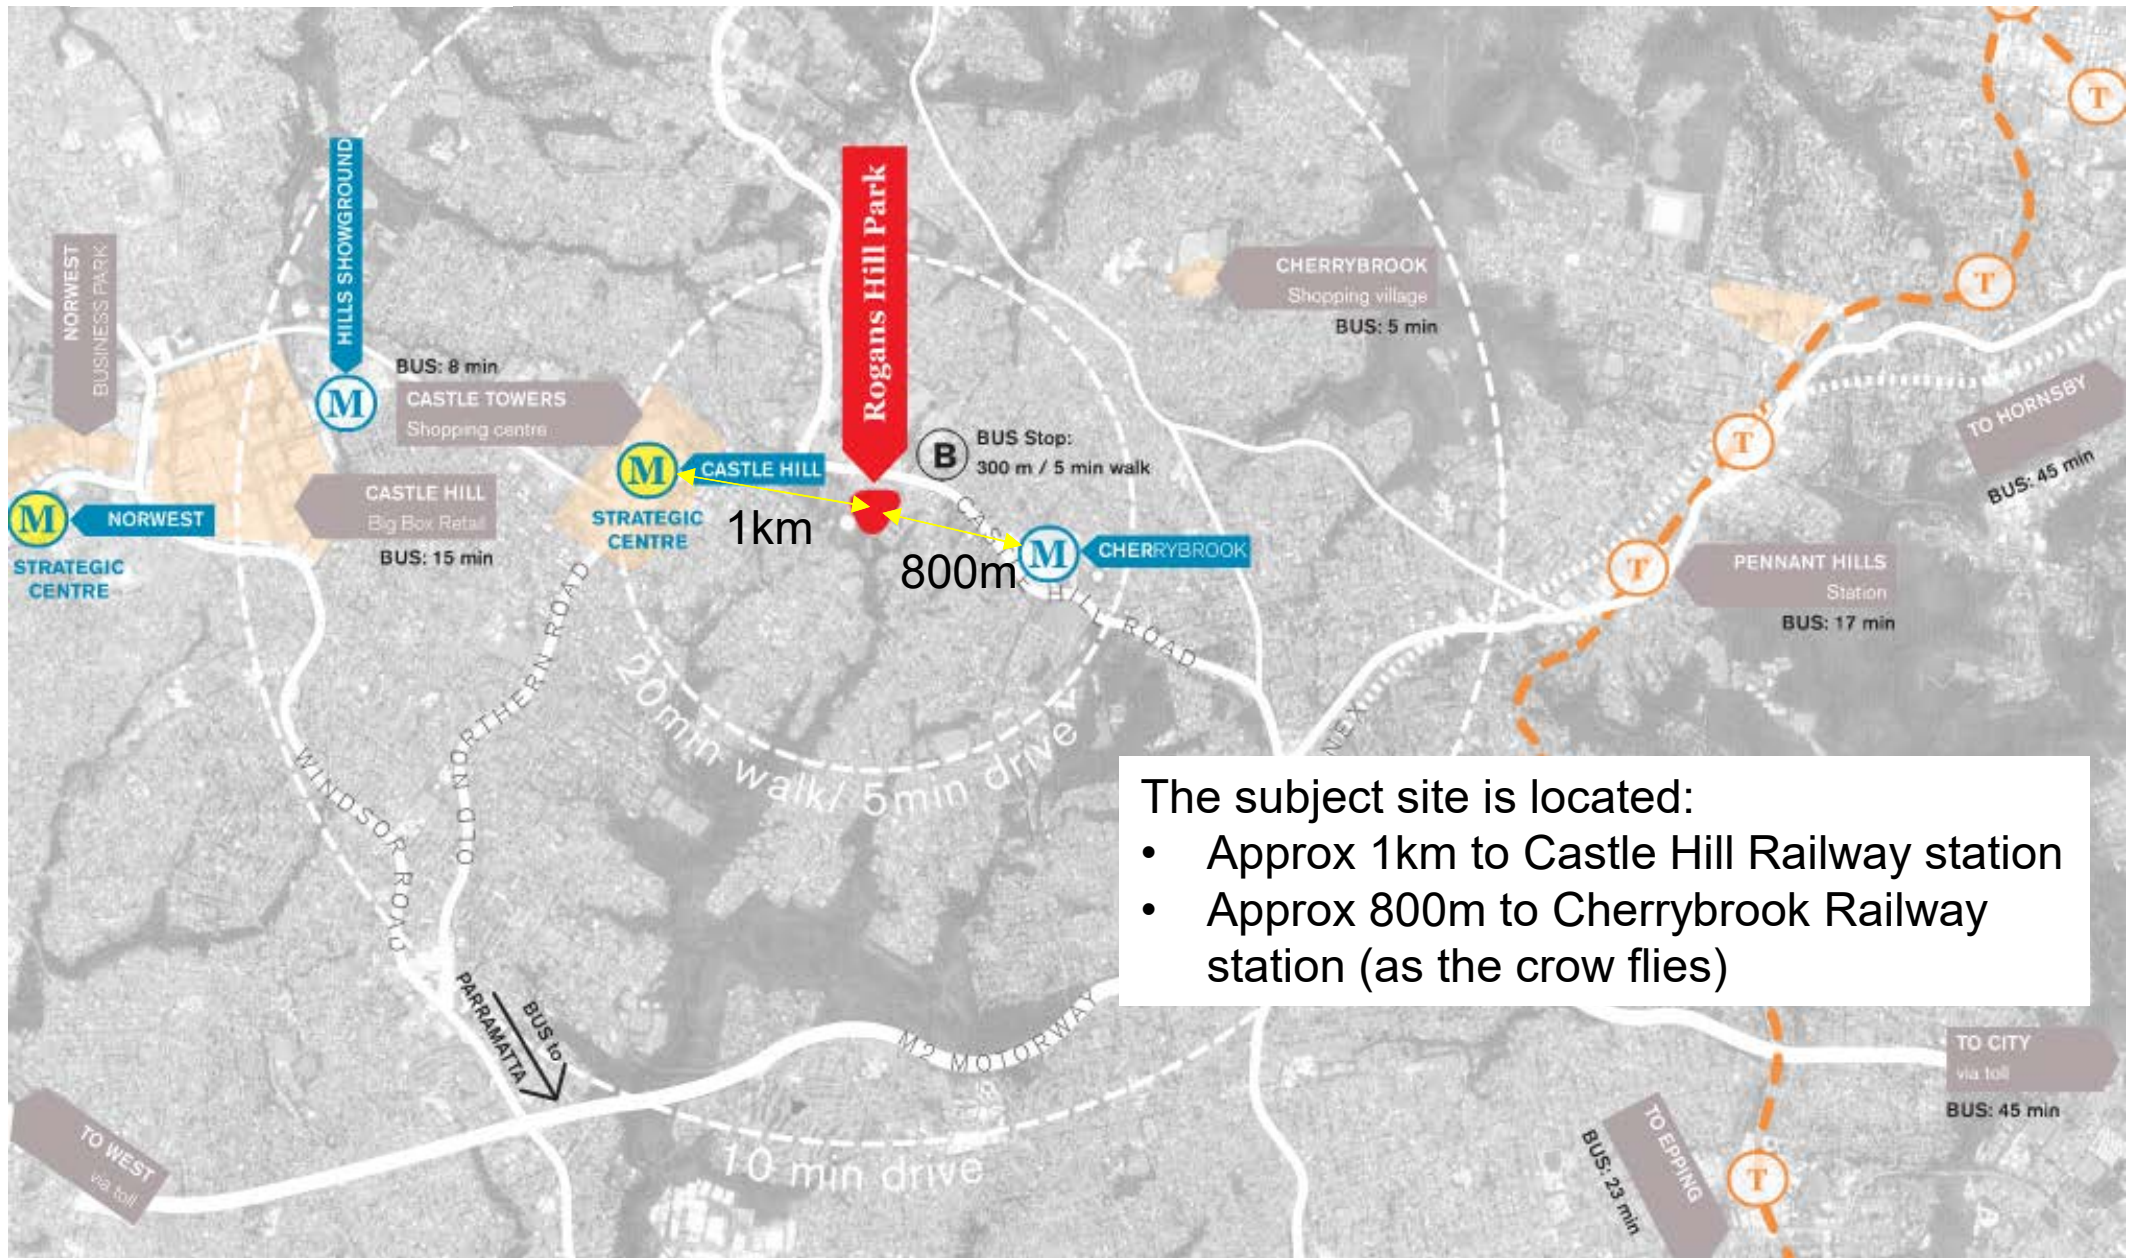 HILLS SHOWGROUND
NORWEST
BUSINESS PARK
Rogans Hill Park
CHERRYBROOK
Shopping village
BUS: 5 min
T
T
T
TO HORNSBY
BUS: 45 min
BUS: 8 min
M
CASTLE TOWERS
Shopping centre
M
CASTLE HILL
STRATEGIC
CENTRE
1km
B
BUS Stop:
300 m / 5 min walk
CASTLE HILL
Big Box Retail
BUS: 15 min
M
NORWEST
STRATEGIC
CENTRE
800m
M
CHERRYBROOK
CASTLE HILL ROAD
T
PENNANT HILLS
Station
BUS: 17 min
OLD NORTHERN ROAD
WINDSOR ROAD
20min walk/ 5min drive
The subject site is located:
• Approx 1km to Castle Hill Railway station
• Approx 800m to Cherrybrook Railway
station (as the crow flies)
BUS to
PARRAMATTA
M2 MOTORWAY
10 min drive
TO WEST
via toll
TO CITY
via toll
BUS: 45 min
TO EPPING
BUS: 23 min
T